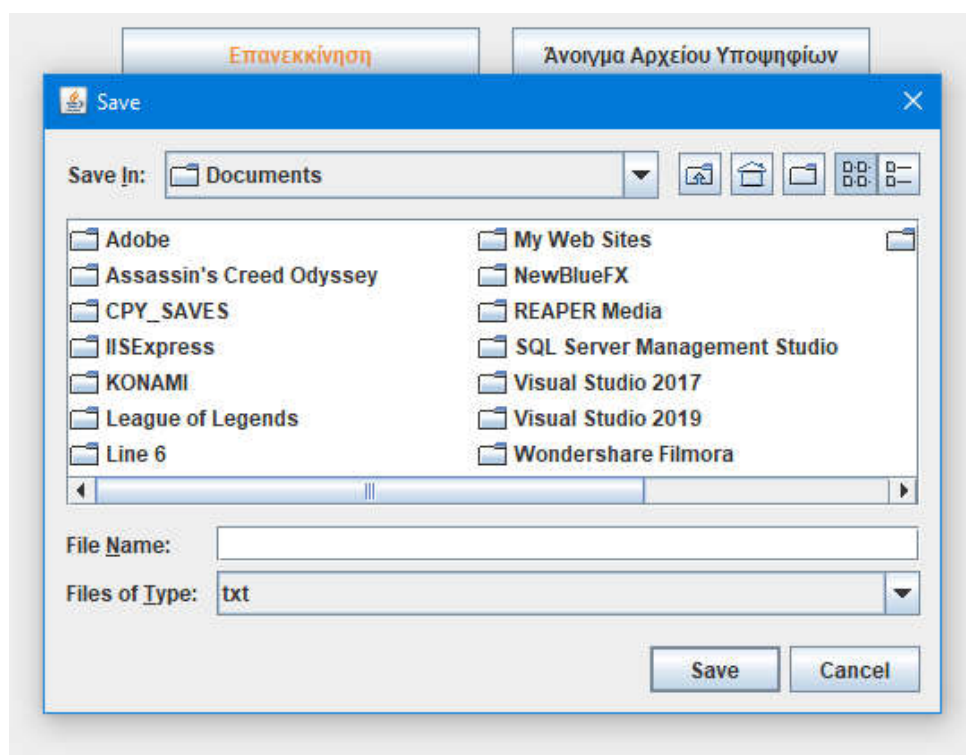 Επανεκκίνηση
Άνοιγμα Αρχείου Υποψηφίων
Save
Save In:
Documents
Adobe
Assassin's Creed Odyssey
CPY_SAVES
IISExpress
KONAMI
League of Legends
Line 6
My Web Sites
NewBlueFX
REAPER Media
SQL Server Management Studio
Visual Studio 2017
Visual Studio 2019
Wondershare Filmora
File Name:
Files of Type:
txt
Save
Cancel